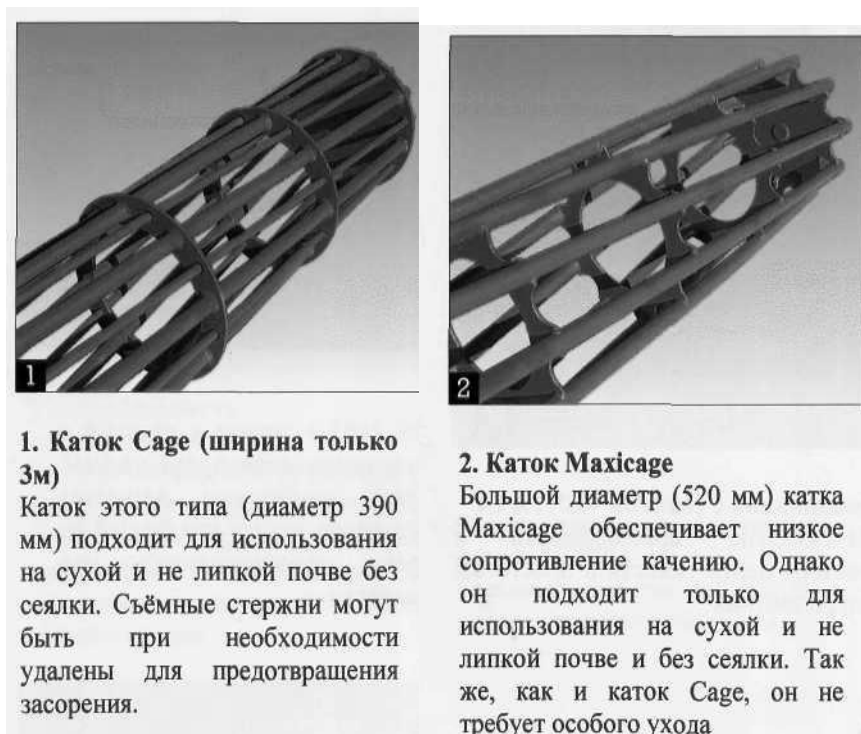 1
1. Каток Cage (ширина только
3м)
Каток этого типа (диаметр 390
мм) подходит для использования
на сухой и не липкой почве без
сеялки. Съёмные стержни могут
быть при необходимости
удалены для предотвращения
засорения.
2
2. Каток Maxicage
Большой диаметр (520 мм) катка
Maxicage обеспечивает низкое
сопротивление качению. Однако
он подходит только для
использования на сухой и не
липкой почве и без сеялки. Так
же, как и каток Cage, он не
требует особого ухода